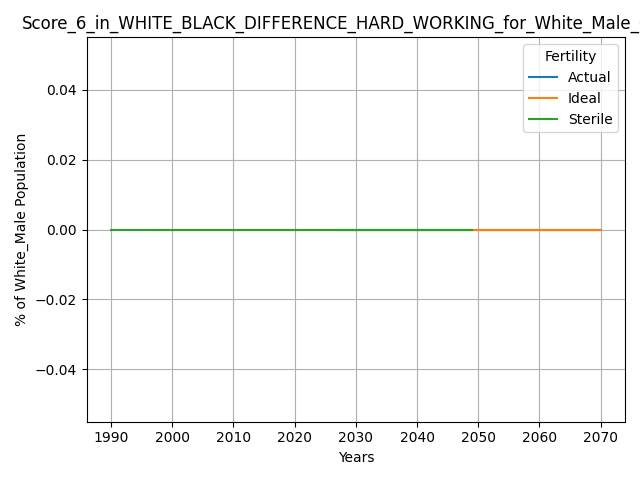 Score_6_in_WHITE_BLACK_DIFFERENCE_HARD_WORKING_for_White_Male_
Fertility
Actual
Ideal
Sterile
0.04
0.02
0.00
−0.02
−0.04
% of White_Male Population
1990 2000 2010 2020 2030 2040 2050 2060 2070
Years